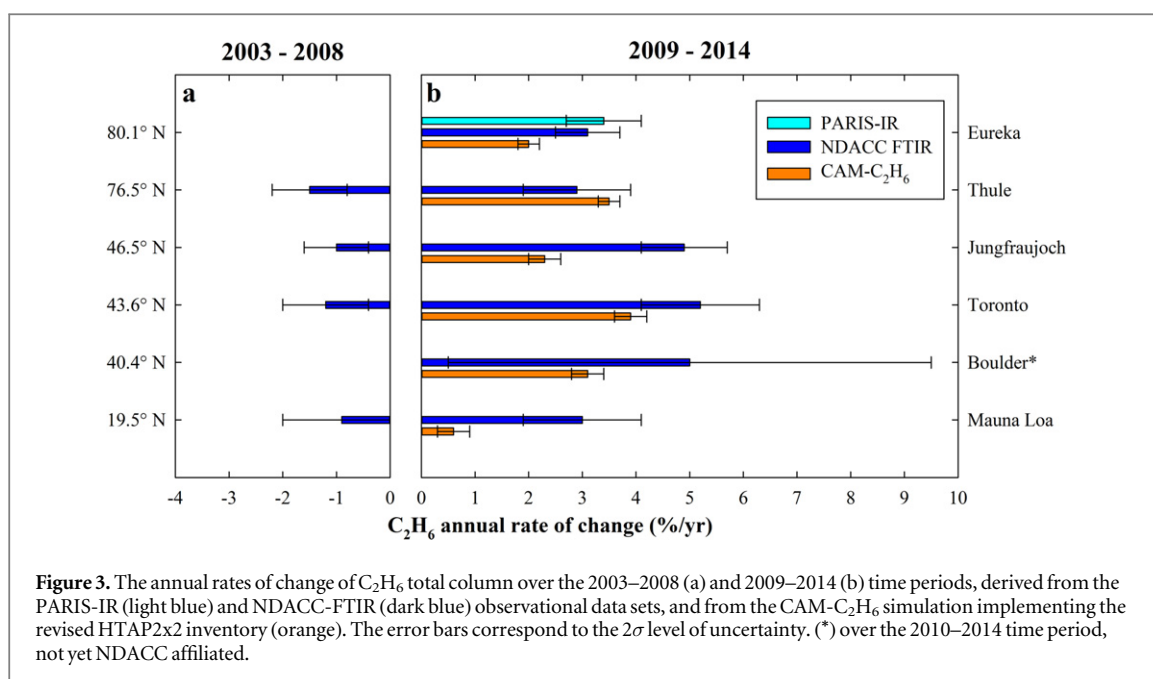 2003 - 2008
2009 - 2014
a
b
PARIS-IR
NDACC FTIR
CAM-C₂H₆
80.1° N
Eureka
76.5° N
Thule
46.5° N
Jungfraujoch
43.6° N
Toronto
40.4° N
Boulder*
19.5° N
Mauna Loa
-4 -3 -2 -1 0 0 1 2 3 4 5 6 7 8 9 10
C₂H₆ annual rate of change (%/yr)
Figure 3. The annual rates of change of C₂H₆ total column over the 2003–2008 (a) and 2009–2014 (b) time periods, derived from the
PARIS-IR (light blue) and NDACC-FTIR (dark blue) observational data sets, and from the CAM-C₂H₆ simulation implementing the
revised HTAP2x2 inventory (orange). The error bars correspond to the 2σ level of uncertainty. (*) over the 2010–2014 time period,
not yet NDACC affiliated.